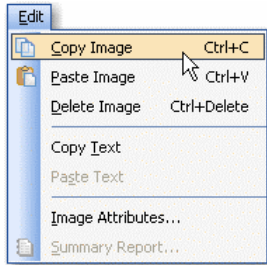 Edit
Copy Image Ctrl+C
Paste Image Ctrl+V
Delete Image Ctrl+Delete
Copy Text
Paste Text
Image Attributes...
Summary Report...